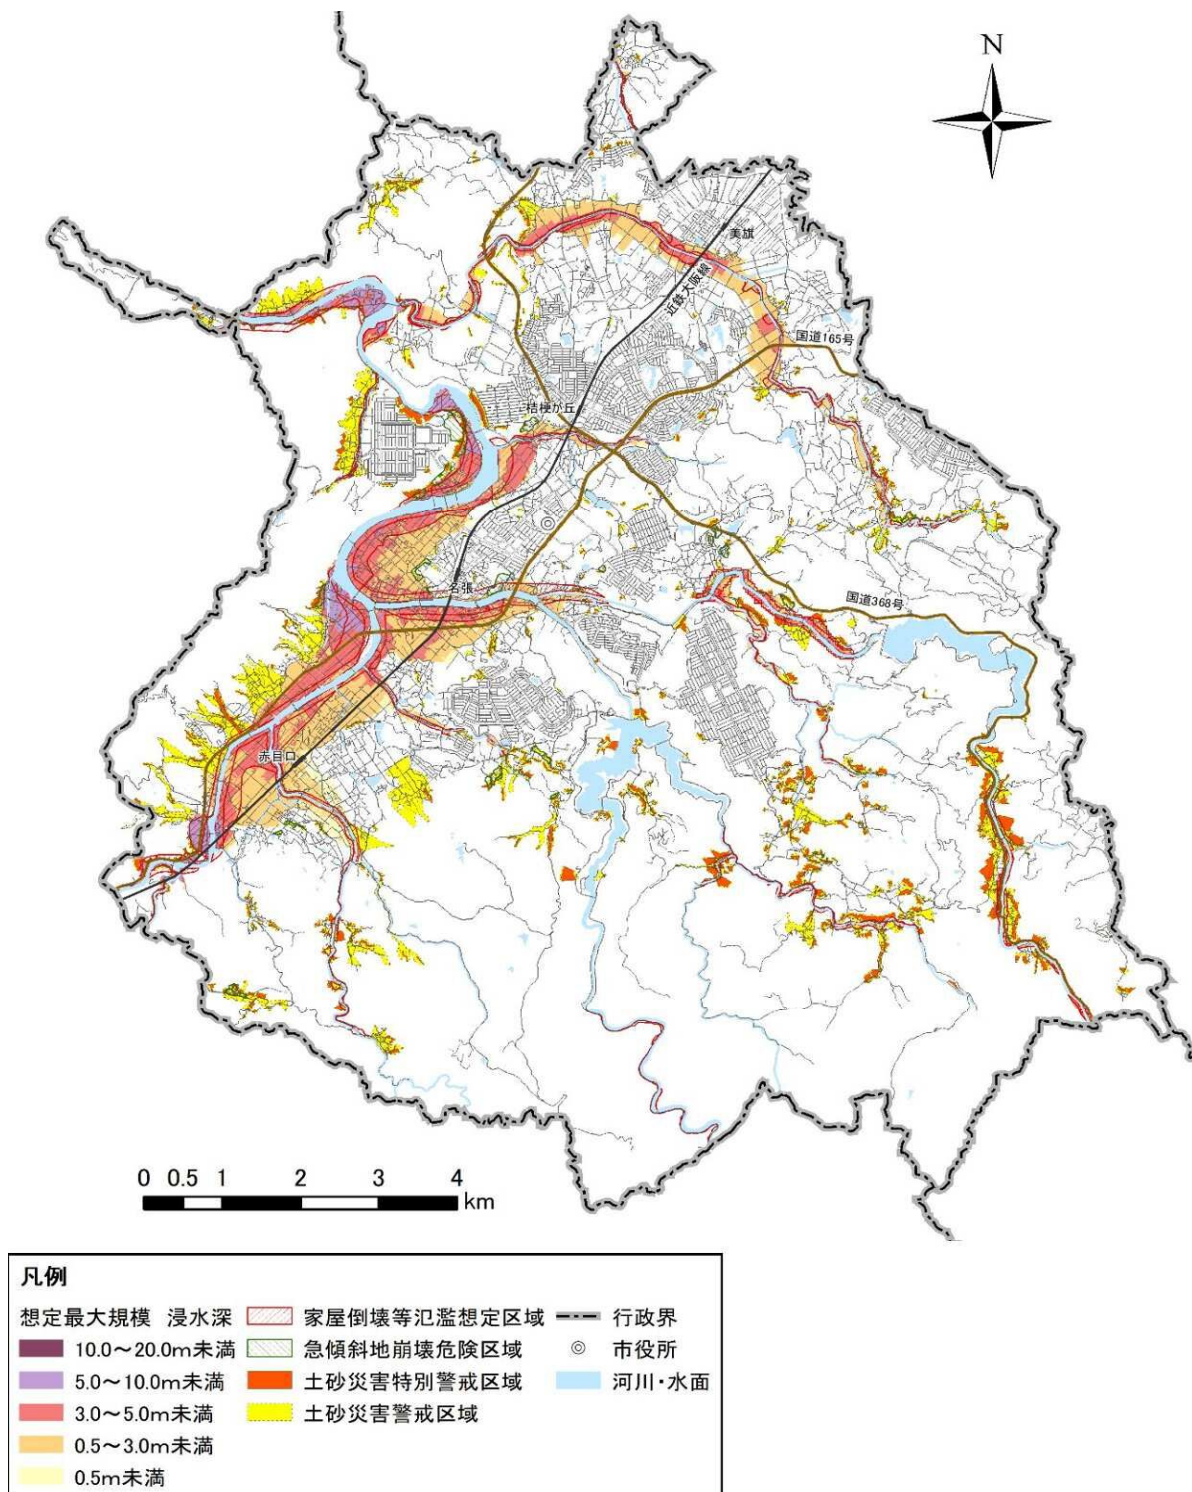 N
美旗
近鉄大阪線
国道165号
桔梗が丘
名張
国道368号
赤目口
0 0.5 1 2 3 4
km
凡例
想定最大規模 浸水深
10.0～20.0m未満
5.0～10.0m未満
3.0～5.0m未満
0.5～3.0m未満
0.5m未満
家屋倒壊等氾濫想定区域
急傾斜地崩壊危険区域
土砂災害特別警戒区域
土砂災害警戒区域
行政界
市役所
河川・水面